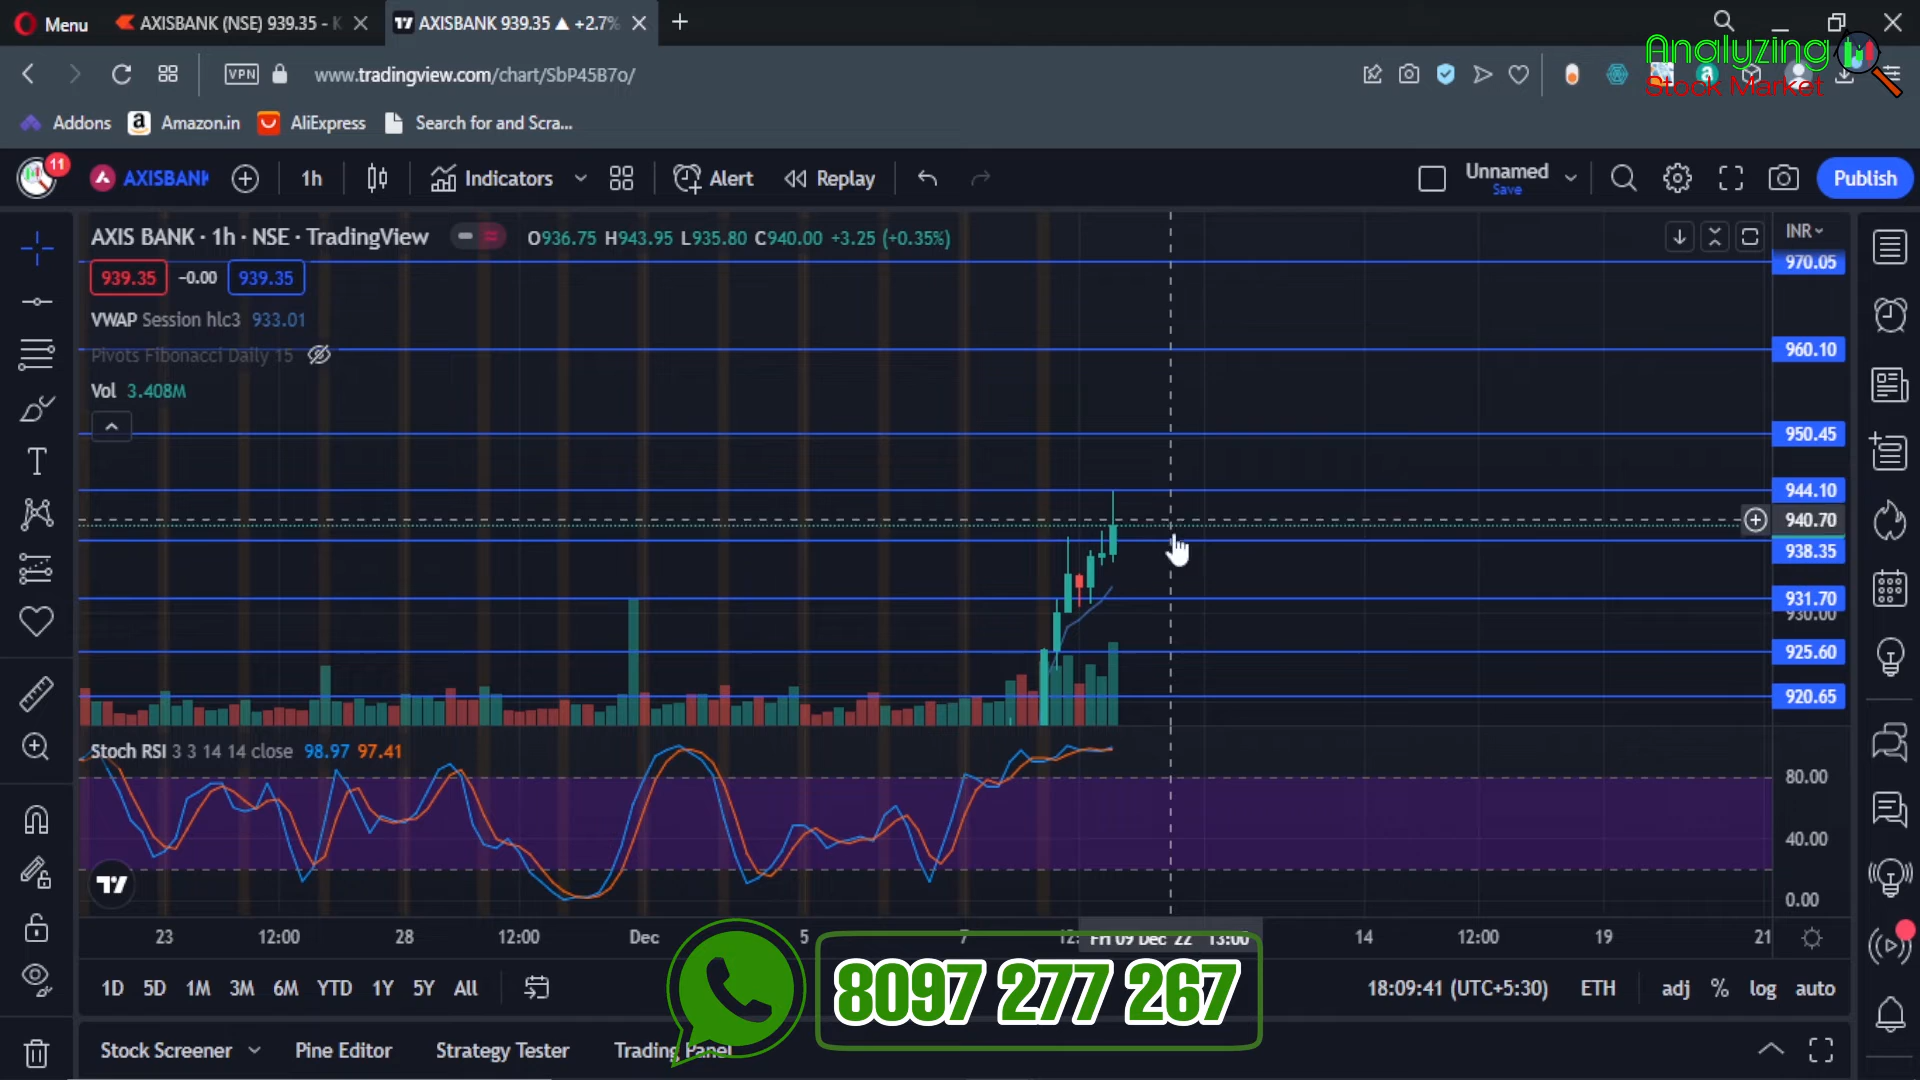 Menu
AXISBANK (NSE) 939.35 - K
AXISBANK 939.35 ▲ +2.7%
VPN
www.tradingview.com/chart/SbP45B7o/
Analyzing
Stock Market
Addons
Amazon.in
AliExpress
Search for and Scra...
11
AXISBANK
1h
Indicators
Alert
Replay
Unnamed
Save
Publish
AXIS BANK · 1h · NSE · TradingView
O936.75 H943.95 L935.80 C940.00 +3.25 (+0.35%)
INR
939.35 -0.00 939.35
VWAP Session hlc3 933.01
Pivots Fibonacci Daily 15
Vol 3.408M
970.05
960.10
950.45
944.10
940.70
938.35
931.70
930.00
925.60
920.65
Stoch RSI 3 3 14 14 close 98.97 97.41
80.00
40.00
0.00
23 12:00 28 12:00 Dec 5 7 12: Fri 09 Dec '22 13:00 14 12:00 19 21
1D 5D 1M 3M 6M YTD 1Y 5Y All
8097 277 267
18:09:41 (UTC+5:30) ETH adj % log auto
Stock Screener Pine Editor Strategy Tester Trading Panel